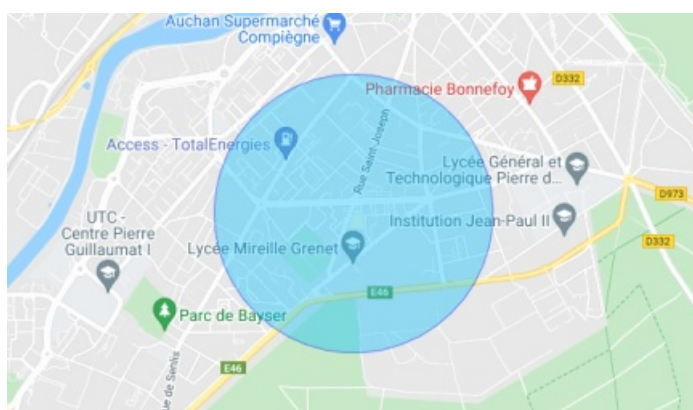 Auchan Supermarché
Compiègne
Pharmacie Bonnefoy
D332
Access - TotalEnergies
Rue Saint-Joseph
Lycée Général et
Technologique Pierre d...
D973
UTC -
Centre Pierre
Guillaumat I
Institution Jean-Paul II
Lycée Mireille Grenet
D332
E46
Parc de Bayser
E46
ue de Senlis